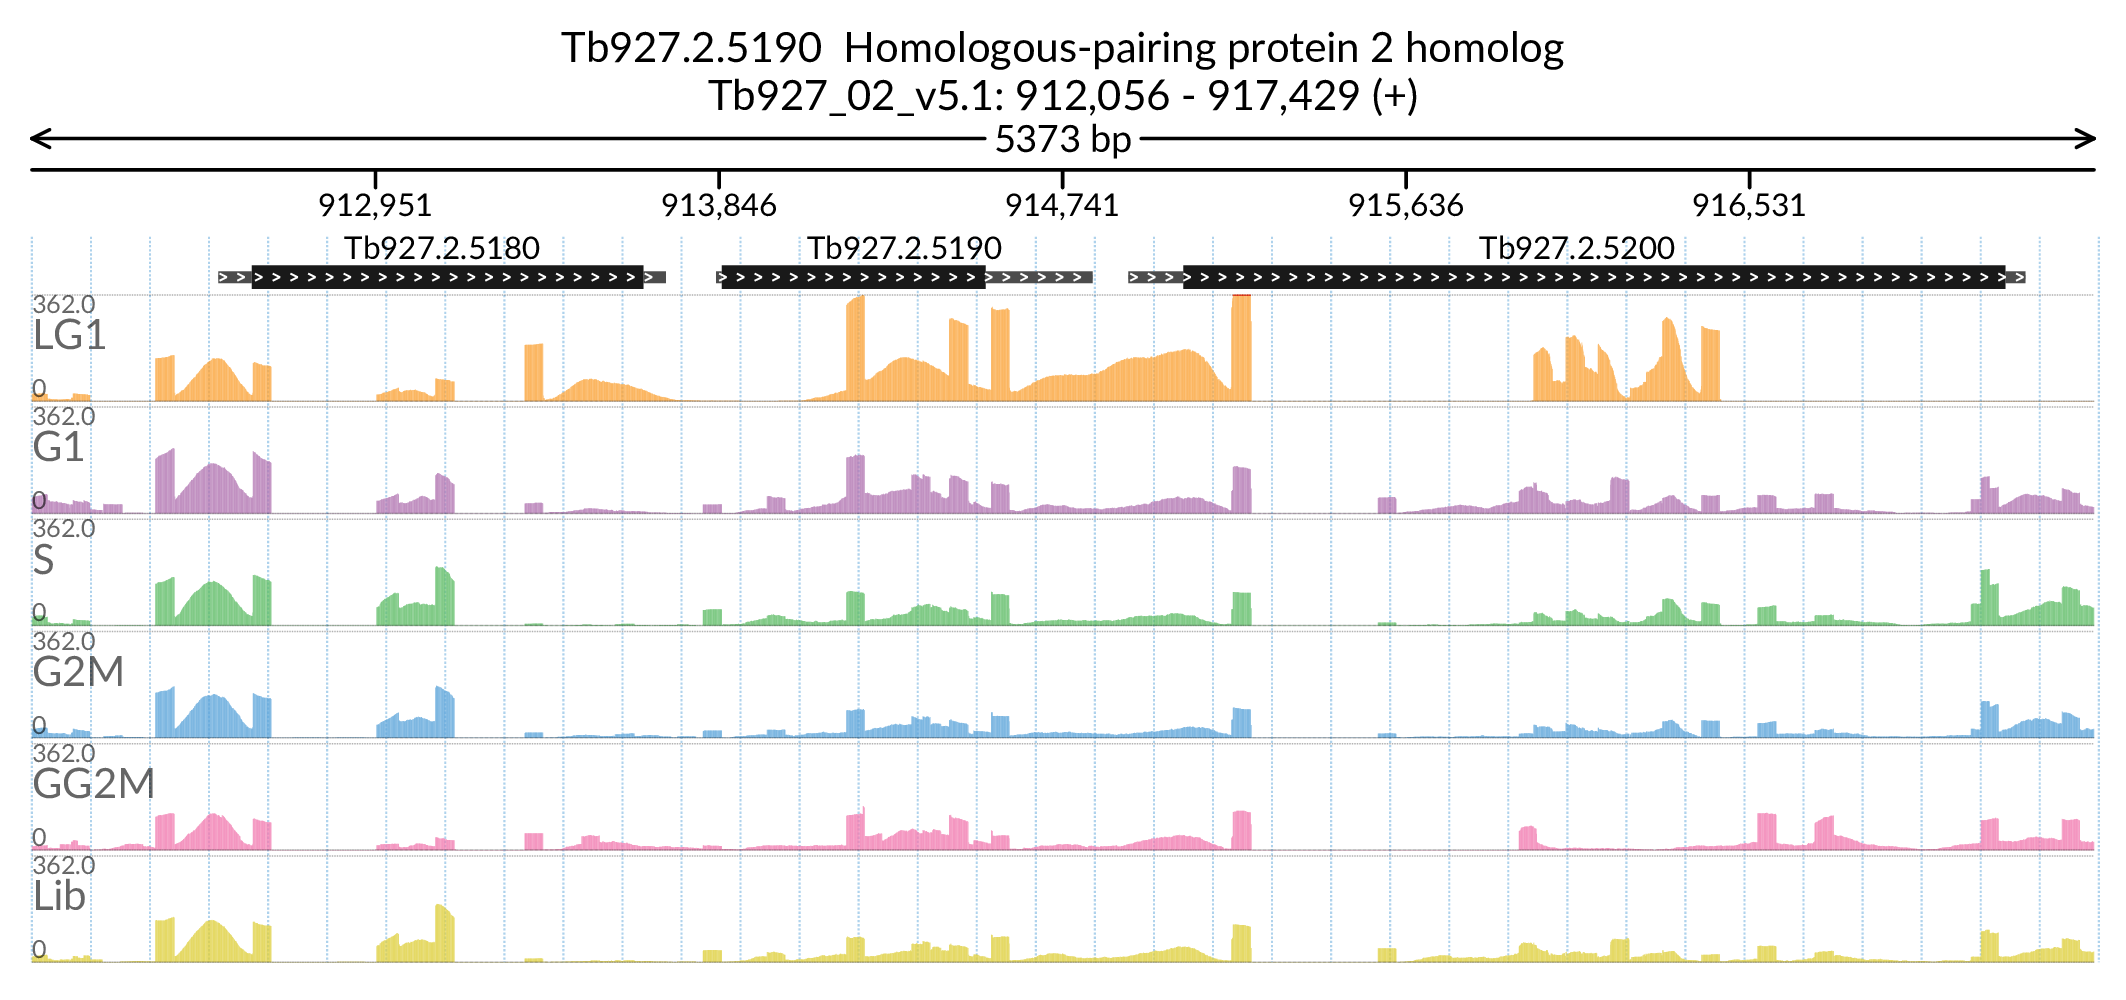 Tb927.2.5190 Homologous-pairing protein 2 homolog
Tb927_02_v5.1: 912,056 - 917,429 (+)
5373 bp
912,951 913,846 914,741 915,636 916,531
Tb927.2.5180 Tb927.2.5190 Tb927.2.5200
362.0
LG1
0
362.0
G1
0
362.0
S
0
362.0
G2M
0
362.0
GG2M
0
362.0
Lib
0